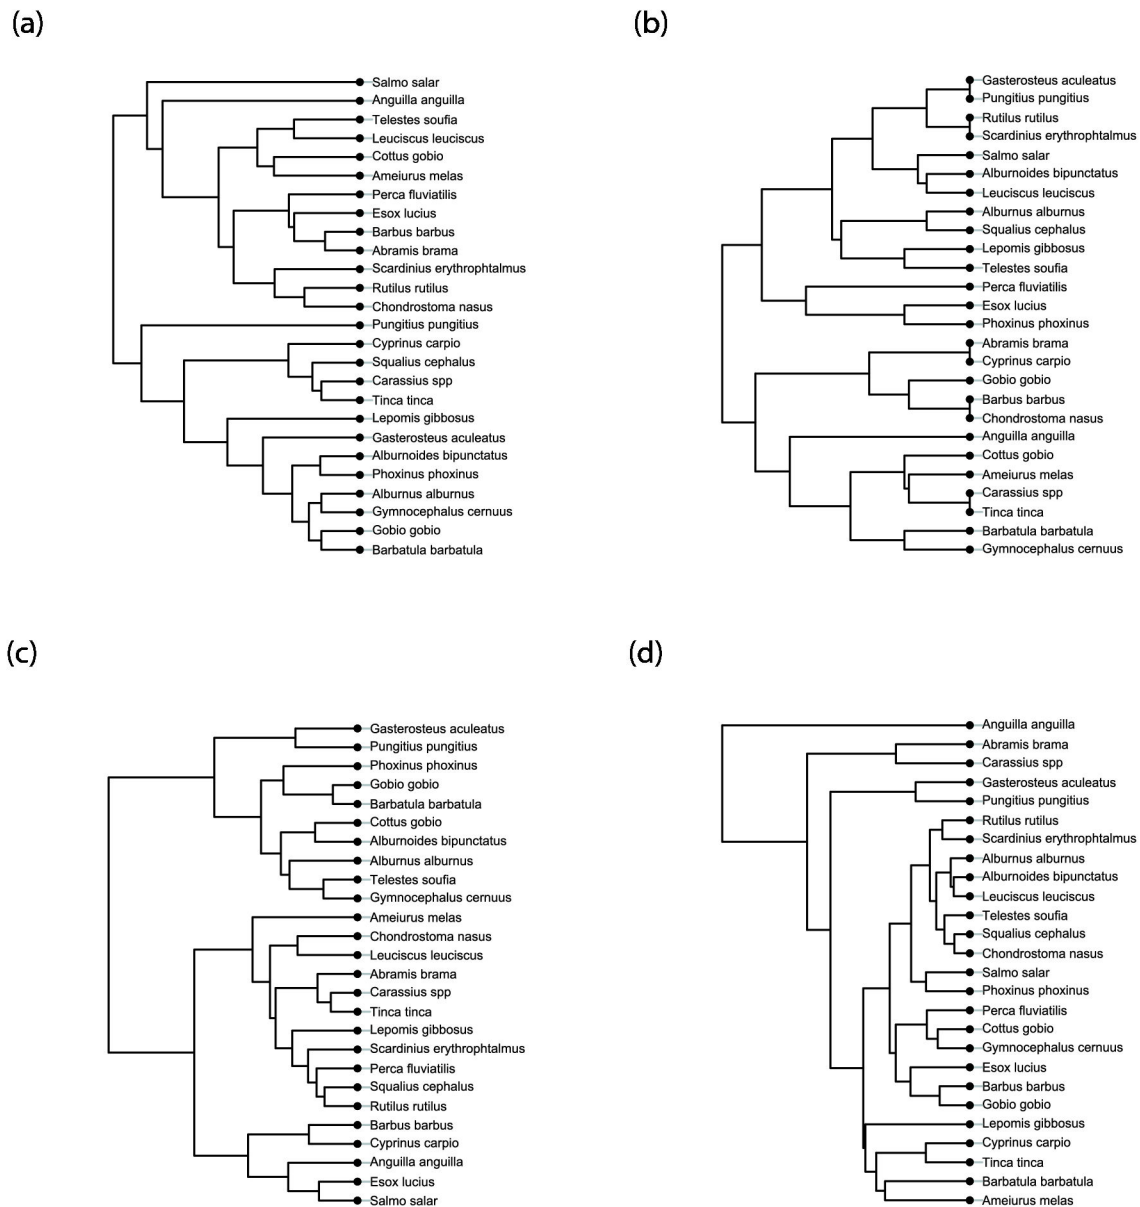 (a)
Salmo salar
Anguilla anguilla
Telestes soufia
Leuciscus leuciscus
Cottus gobio
Ameiurus melas
Perca fluviatilis
Esox lucius
Barbus barbus
Abramis brama
Scardinius erythrophtalmus
Rutilus rutilus
Chondrostoma nasus
Pungitius pungitius
Cyprinus carpio
Squalius cephalus
Carassius spp
Tinca tinca
Lepomis gibbosus
Gasterosteus aculeatus
Alburnoides bipunctatus
Phoxinus phoxinus
Alburnus alburnus
Gymnocephalus cernuus
Gobio gobio
Barbatula barbatula
(b)
Gasterosteus aculeatus
Pungitius pungitius
Rutilus rutilus
Scardinius erythrophtalmus
Salmo salar
Alburnoides bipunctatus
Leuciscus leuciscus
Alburnus alburnus
Squalius cephalus
Lepomis gibbosus
Telestes soufia
Perca fluviatilis
Esox lucius
Phoxinus phoxinus
Abramis brama
Cyprinus carpio
Gobio gobio
Barbus barbus
Chondrostoma nasus
Anguilla anguilla
Cottus gobio
Ameiurus melas
Carassius spp
Tinca tinca
Barbatula barbatula
Gymnocephalus cernuus
(c)
Gasterosteus aculeatus
Pungitius pungitius
Phoxinus phoxinus
Gobio gobio
Barbatula barbatula
Cottus gobio
Alburnoides bipunctatus
Alburnus alburnus
Telestes soufia
Gymnocephalus cernuus
Ameiurus melas
Chondrostoma nasus
Leuciscus leuciscus
Abramis brama
Carassius spp
Tinca tinca
Lepomis gibbosus
Scardinius erythrophtalmus
Perca fluviatilis
Squalius cephalus
Rutilus rutilus
Barbus barbus
Cyprinus carpio
Anguilla anguilla
Esox lucius
Salmo salar
(d)
Anguilla anguilla
Abramis brama
Carassius spp
Gasterosteus aculeatus
Pungitius pungitius
Rutilus rutilus
Scardinius erythrophtalmus
Alburnus alburnus
Alburnoides bipunctatus
Leuciscus leuciscus
Telestes soufia
Squalius cephalus
Chondrostoma nasus
Salmo salar
Phoxinus phoxinus
Perca fluviatilis
Cottus gobio
Gymnocephalus cernuus
Esox lucius
Barbus barbus
Gobio gobio
Lepomis gibbosus
Cyprinus carpio
Tinca tinca
Barbatula barbatula
Ameiurus melas